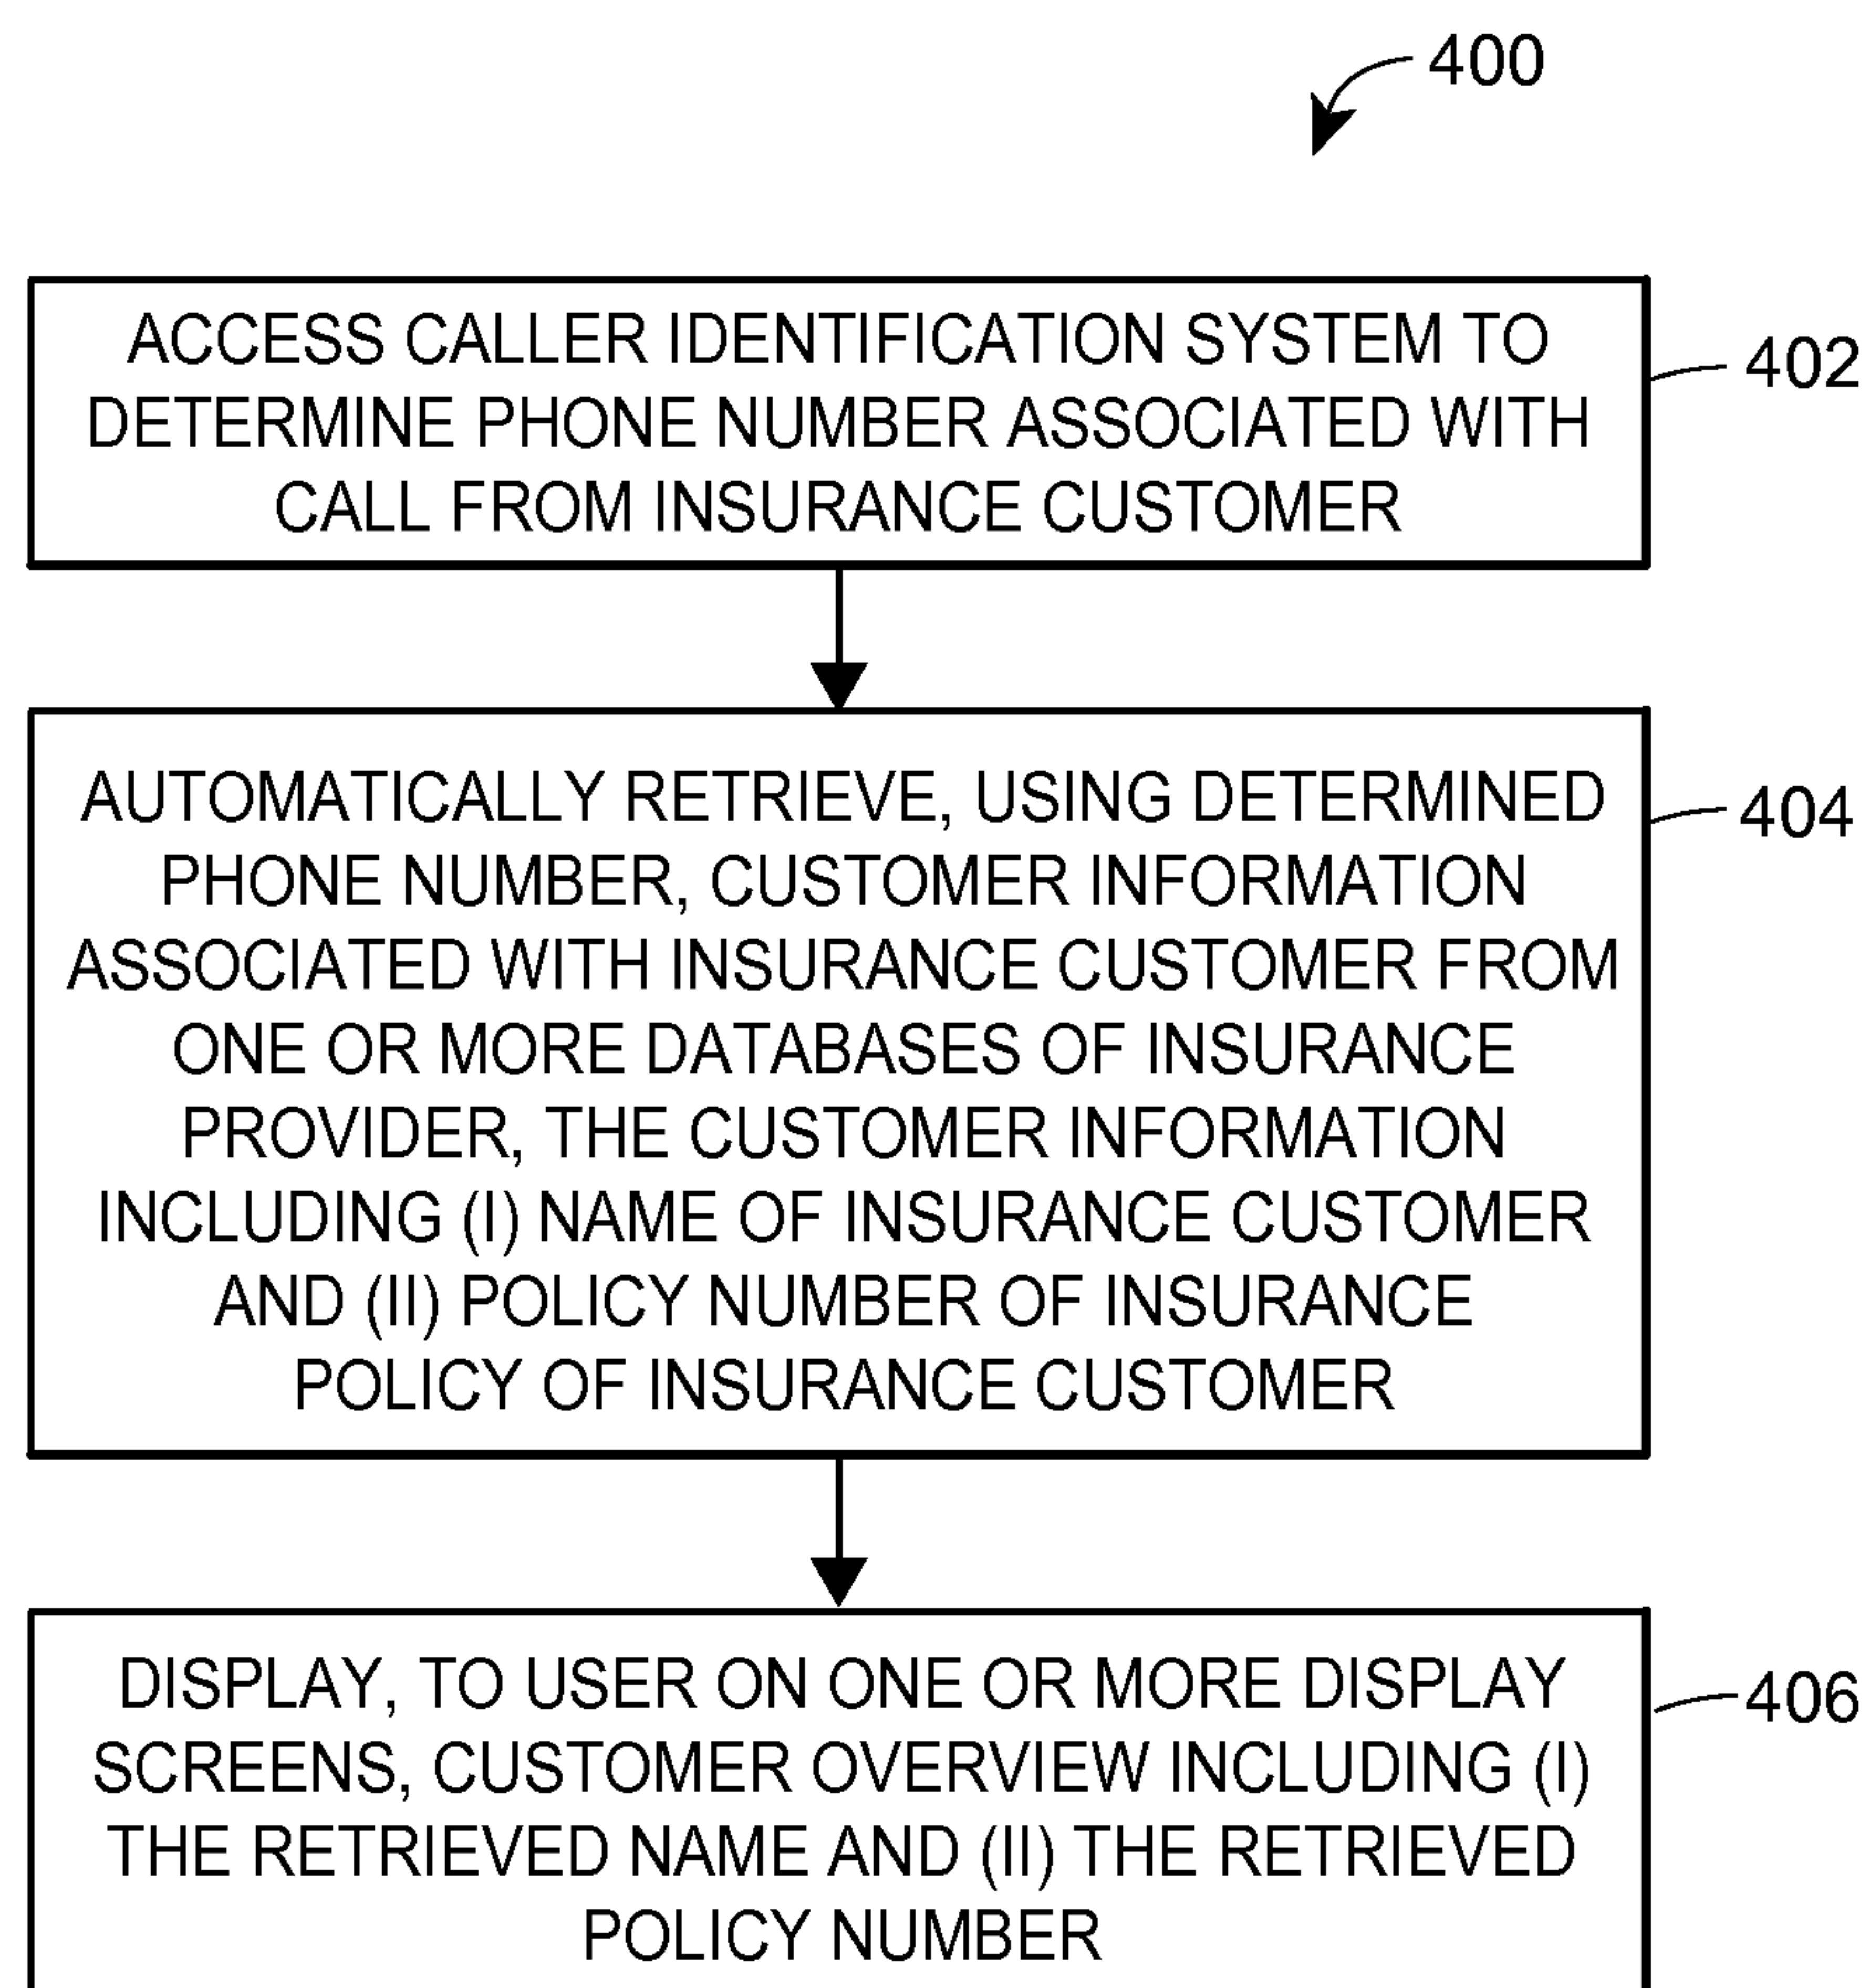 400
ACCESS CALLER IDENTIFICATION SYSTEM TO
DETERMINE PHONE NUMBER ASSOCIATED WITH
CALL FROM INSURANCE CUSTOMER
402
AUTOMATICALLY RETRIEVE, USING DETERMINED
PHONE NUMBER, CUSTOMER INFORMATION
ASSOCIATED WITH INSURANCE CUSTOMER FROM
ONE OR MORE DATABASES OF INSURANCE
PROVIDER, THE CUSTOMER INFORMATION
INCLUDING (I) NAME OF INSURANCE CUSTOMER
AND (II) POLICY NUMBER OF INSURANCE
POLICY OF INSURANCE CUSTOMER
404
DISPLAY, TO USER ON ONE OR MORE DISPLAY
SCREENS, CUSTOMER OVERVIEW INCLUDING (I)
THE RETRIEVED NAME AND (II) THE RETRIEVED
POLICY NUMBER
406